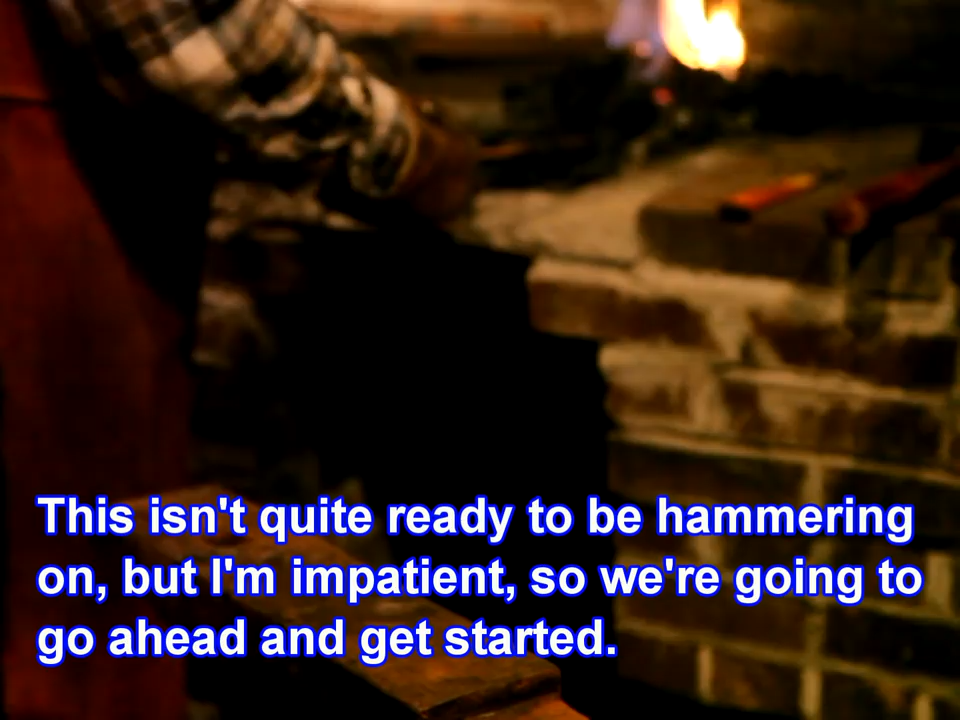 This isn't quite ready to be hammering
on, but I'm impatient, so we're going to
go ahead and get started.